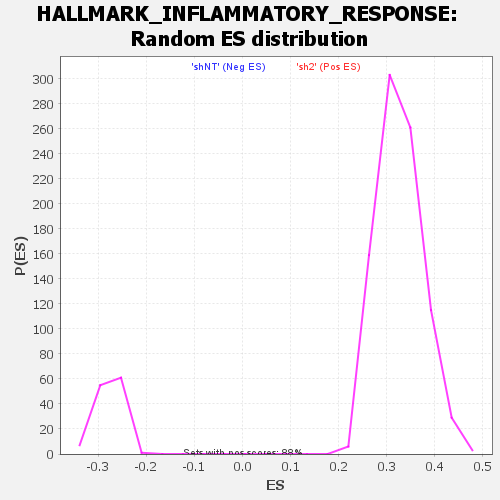 HALLMARK_INFLAMMATORY_RESPONSE:
Random ES distribution
'shNT' (Neg ES) 'sh2' (Pos ES)
300
280
260
240
220
200
180
160
140
120
100
80
60
40
20
0
P(ES)
Sets with pos scores: 88%
-0.3 -0.2 -0.1 0.0 0.1 0.2 0.3 0.4 0.5
ES